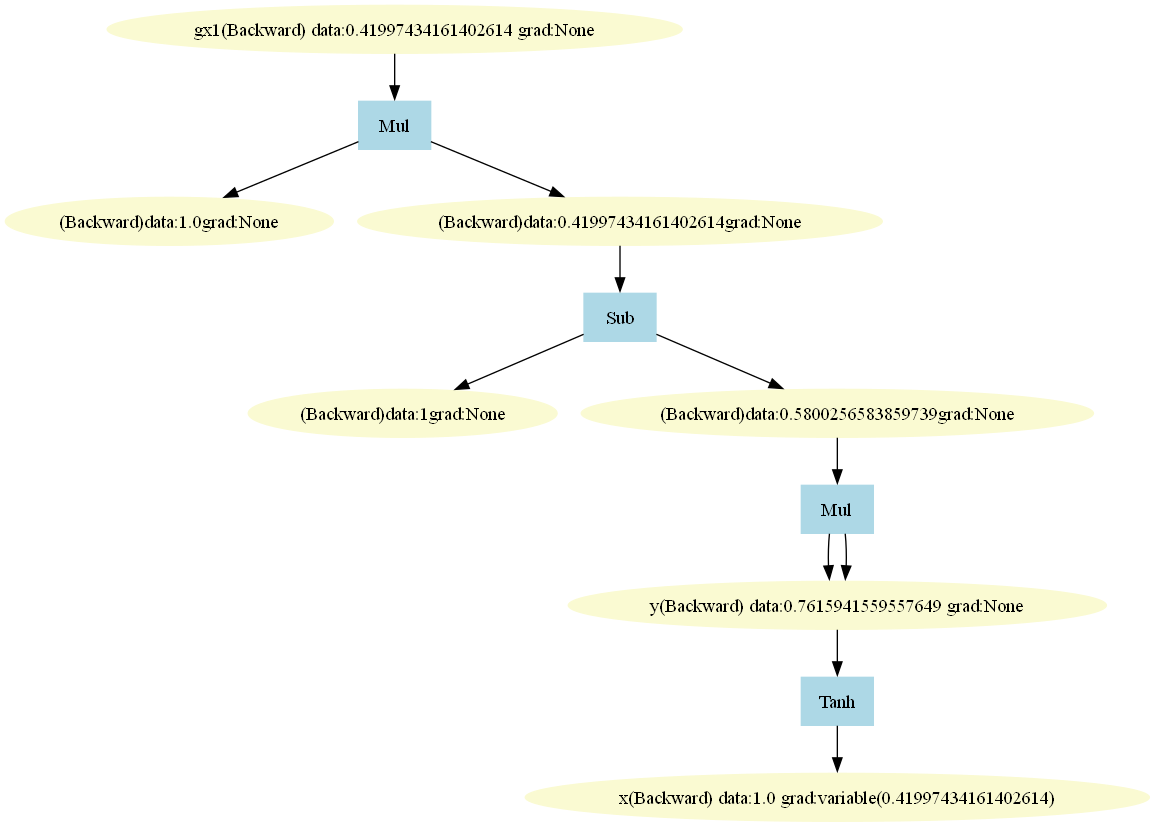 gx1(Backward) data:0.41997434161402614 grad:None
Mul
(Backward)data:1.0grad:None
(Backward)data:0.41997434161402614grad:None
Sub
(Backward)data:1grad:None
(Backward)data:0.5800256583859739grad:None
Mul
y(Backward) data:0.7615941559557649 grad:None
Tanh
x(Backward) data:1.0 grad:variable(0.41997434161402614)